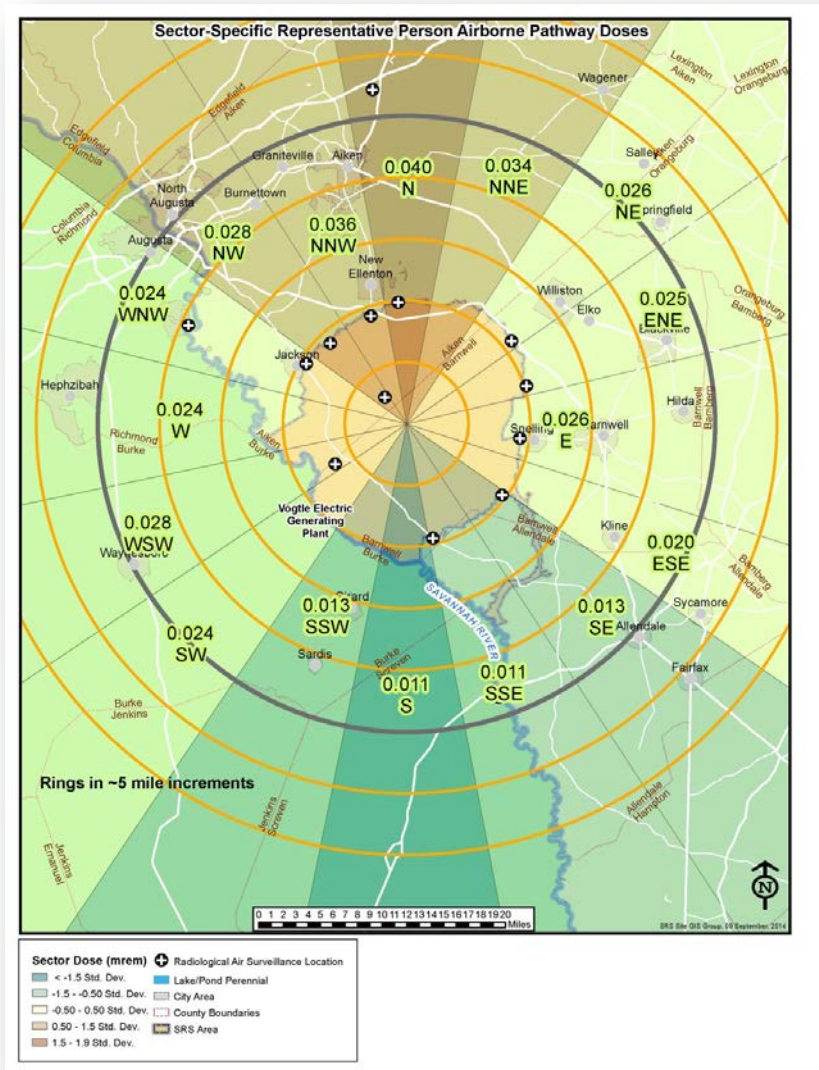 Sector-Specific Representative Person Airborne Pathway Doses
Wagener
Lexington
Aiken
Lexington
Orangeburg
Edgefield
Aiken
Edgefield
Columbia
Graniteville
Aiken
0.040
N
0.034
NNE
Salley
Aiken
Orangeburg
North
Augusta
Burnettown
0.026
NE
pringfield
Columbia
Richmond
Augusta
0.028
NW
0.036
NNW
New
Ellenton
0.024
WNW
Williston
Elko
0.025
ENE
Blackville
Orangeburg
Bamberg
Jackson
Aiken
Barnwell
Hephzibah
0.024
W
Hilda
Barnwell
Bamberg
Richmond
Burke
Aiken
Burke
Snelling
0.026
E
arnwell
Vogtle Electric
Generating
Plant
Barnwell
Burke
Barnwell
Allendale
Kline
0.028
WSW
Waynesboro
0.020
ESE
Bamberg
Allendale
0.013
SSW
Girard
SAVANNAH RIVER
0.013
SE
Sycamore
Allendale
0.024
SW
Sardis
Burke
Screven
0.011
S
0.011
SSE
Fairfax
Burke
Jenkins
Rings in ~5 mile increments
Jenkins
Screven
Allendale
Hampton
Jenkins
Emanuel
N
0 1 2 3 4 5 6 7 8 9 10 11 12 13 14 15 16 17 18 19 20
Miles
SRS Site GIS Group, 09 September, 2014
Sector Dose (mrem)
< -1.5 Std. Dev.
-1.5 - -0.50 Std. Dev.
-0.50 - 0.50 Std. Dev.
0.50 - 1.5 Std. Dev.
1.5 - 1.9 Std. Dev.
Radiological Air Surveillance Location
Lake/Pond Perennial
City Area
County Boundaries
SRS Area